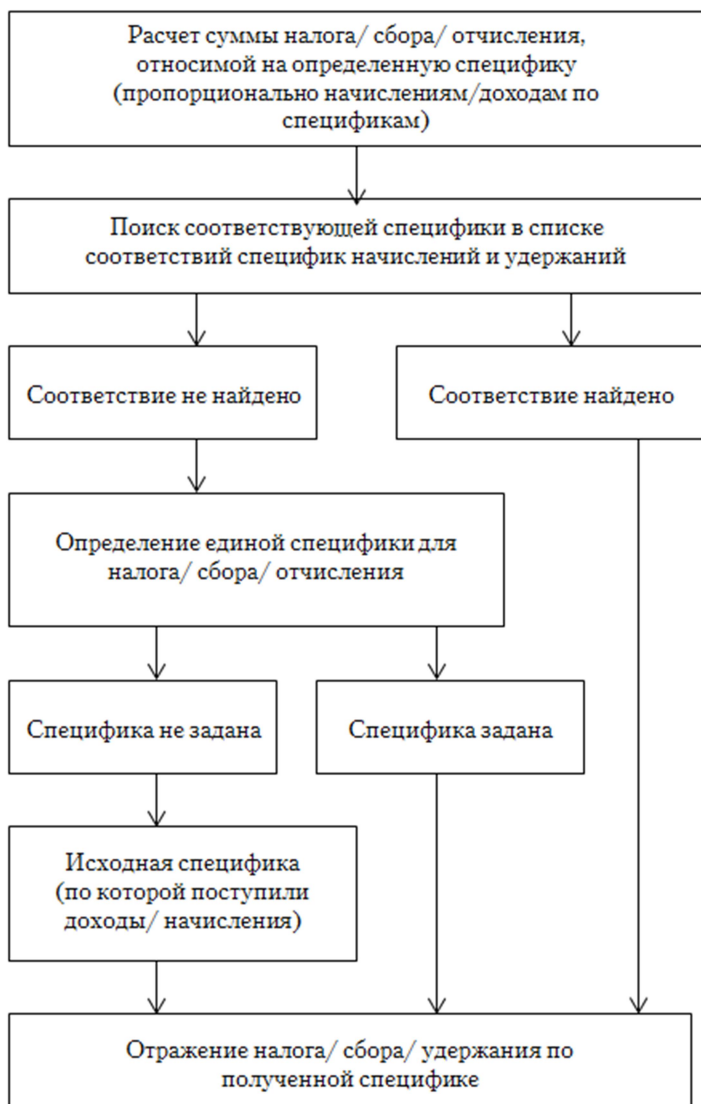 Расчет суммы налога/ сбора/ отчисления,
относимой на определенную специфику
(пропорционально начислениям/доходам по
спецификам)
Поиск соответствующей специфики в списке
соответствий специфик начислений и удержаний
Соответствие не найдено
Соответствие найдено
Определение единой специфики для
налога/ сбора/ отчисления
Специфика не задана
Специфика задана
Исходная специфика
(по которой поступили
доходы/ начисления)
Отражение налога/ сбора/ удержания по
полученной специфике